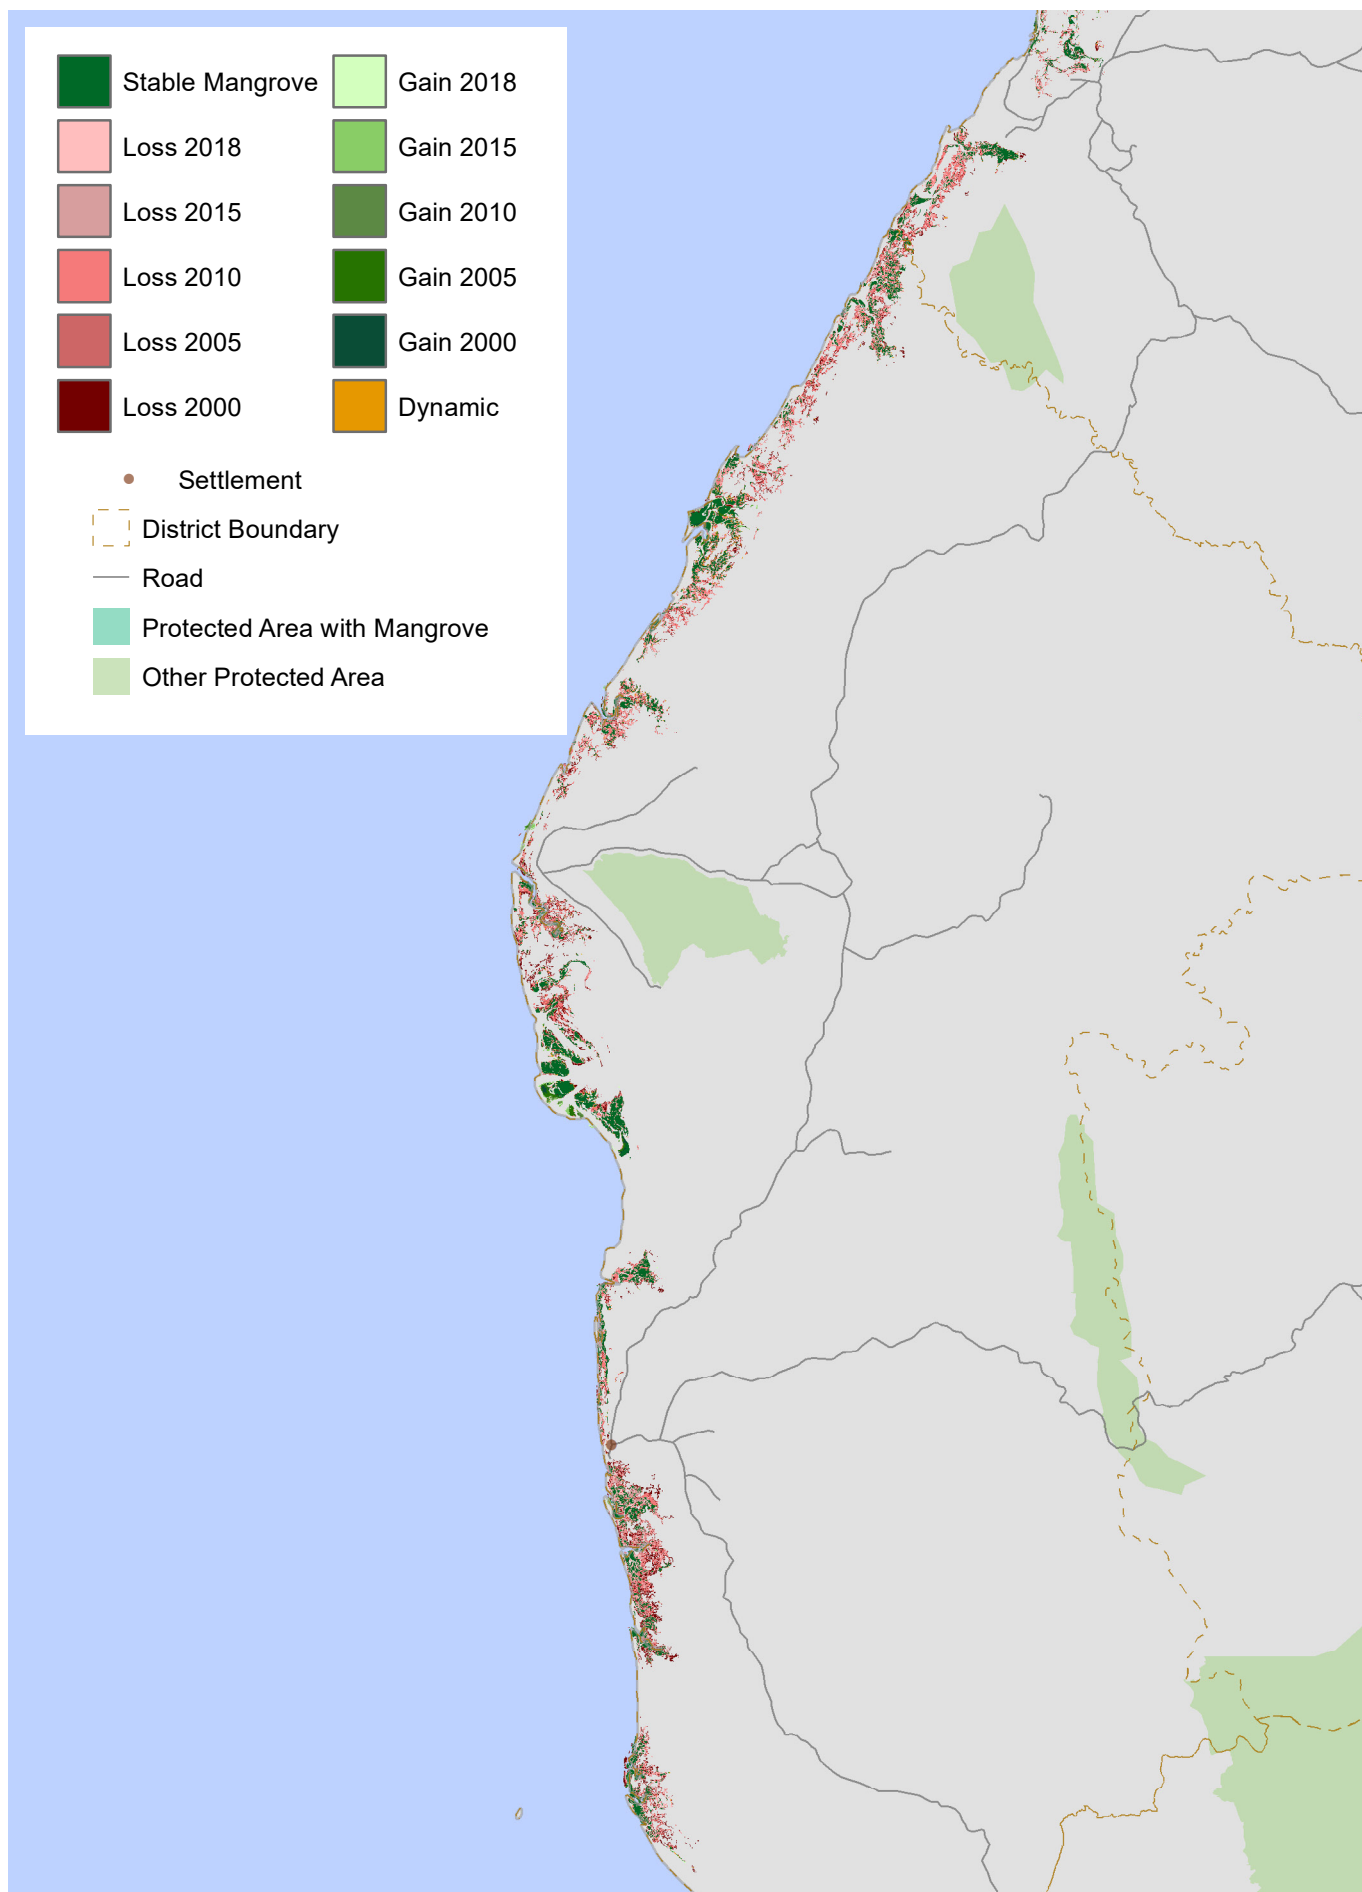 Stable Mangrove
Loss 2018
Loss 2015
Loss 2010
Loss 2005
Loss 2000
Gain 2018
Gain 2015
Gain 2010
Gain 2005
Gain 2000
Dynamic
Settlement
District Boundary
Road
Protected Area with Mangrove
Other Protected Area